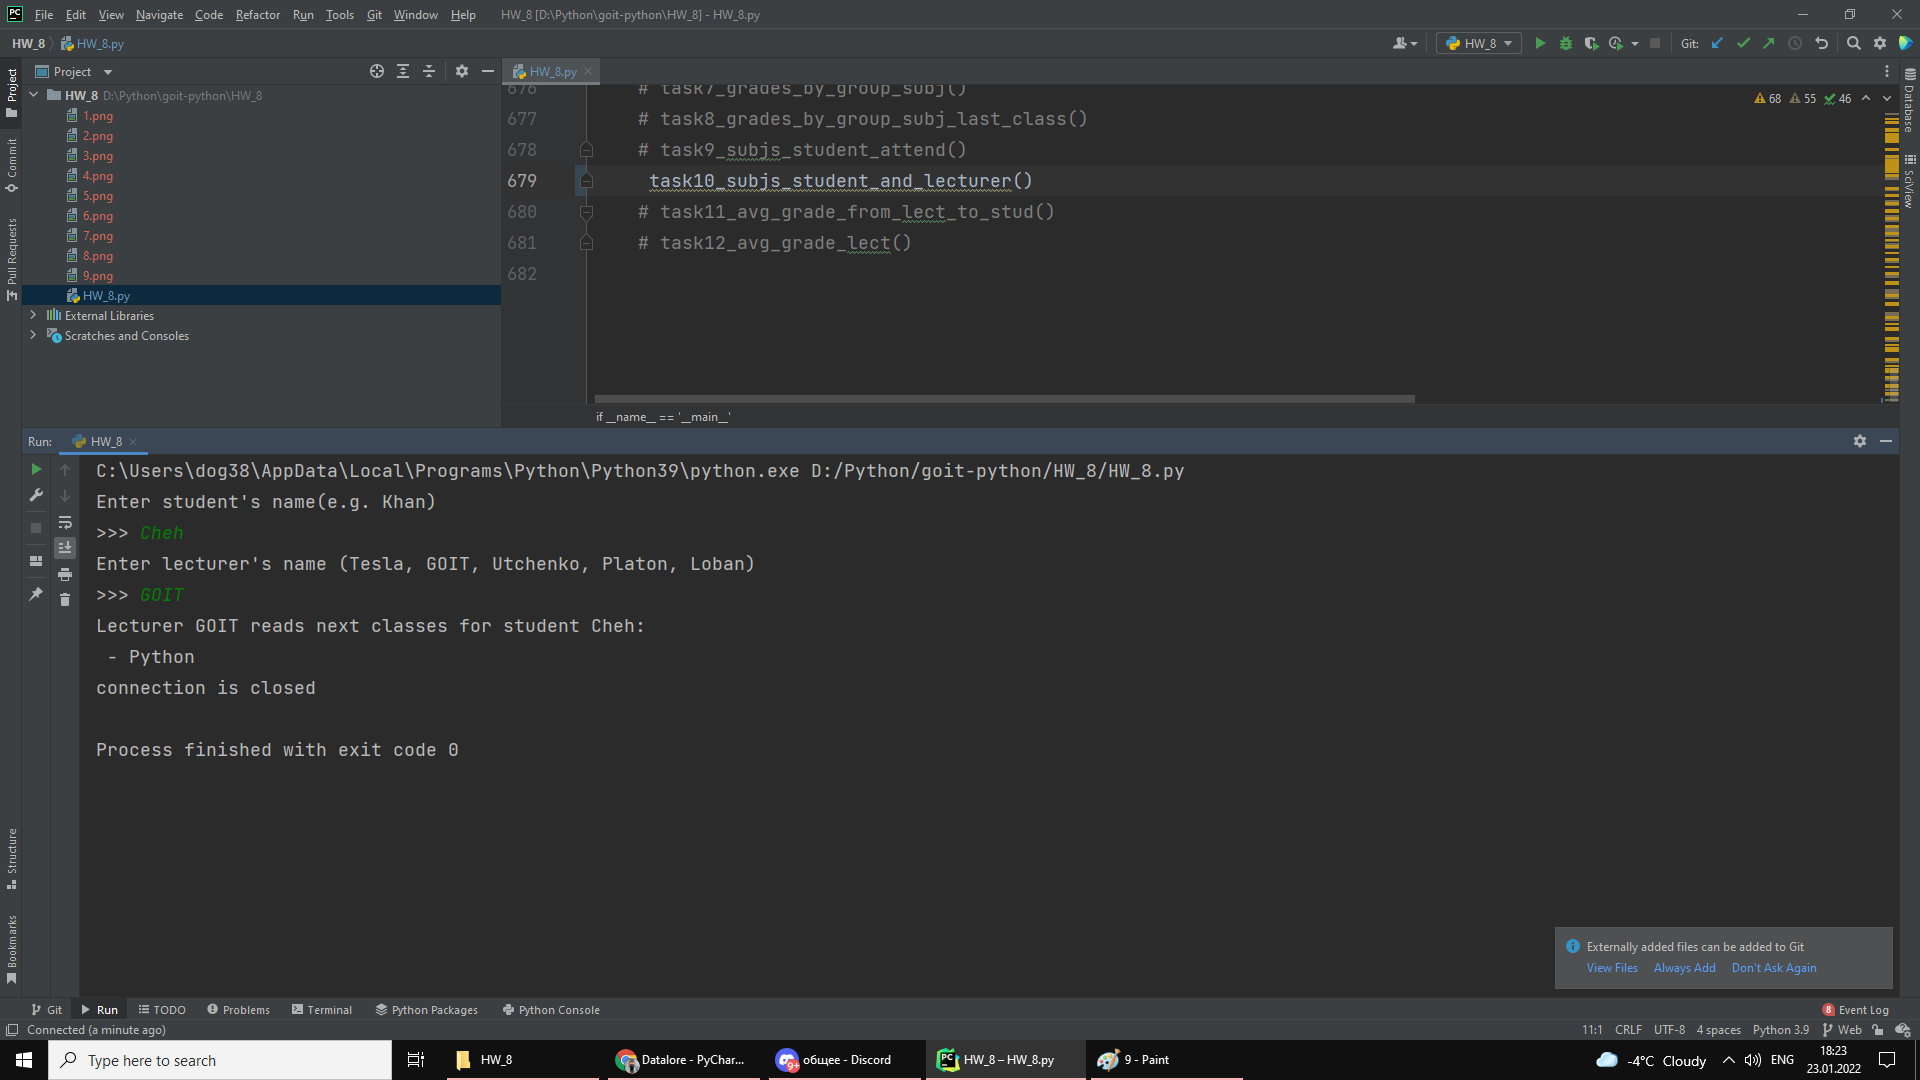 PC File Edit View Navigate Code Refactor Run Tools Git Window Help HW_8 [D:\Python\goit-python\HW_8] - HW_8.py
HW_8 HW_8.py HW_8 Git:
Project
HW_8 D:\Python\goit-python\HW_8
1.png
2.png
3.png
4.png
5.png
6.png
7.png
8.png
9.png
HW_8.py
External Libraries
Scratches and Consoles
Project
Commit
Pull Requests
Structure
Bookmarks
HW_8.py
68 55 46
676 # task7_grades_by_group_subj()
677 # task8_grades_by_group_subj_last_class()
678 # task9_subjs_student_attend()
679 task10_subjs_student_and_lecturer()
680 # task11_avg_grade_from_lect_to_stud()
681 # task12_avg_grade_lect()
682
if __name__ == '__main__'
Database
SciView
Run: HW_8
C:\Users\dog38\AppData\Local\Programs\Python\Python39\python.exe D:/Python/goit-python/HW_8/HW_8.py
Enter student's name(e.g. Khan)
>>> Cheh
Enter lecturer's name (Tesla, GOIT, Utchenko, Platon, Loban)
>>> GOIT
Lecturer GOIT reads next classes for student Cheh:
- Python
connection is closed
Process finished with exit code 0
Externally added files can be added to Git
View Files Always Add Don't Ask Again
Git Run TODO Problems Terminal Python Packages Python Console 8 Event Log
Connected (a minute ago) 11:1 CRLF UTF-8 4 spaces Python 3.9 Web
Type here to search HW_8 Datalore - PyChar... 9+ общее - Discord PC HW_8 – HW_8.py 9 - Paint -4°C Cloudy ENG 18:23
23.01.2022